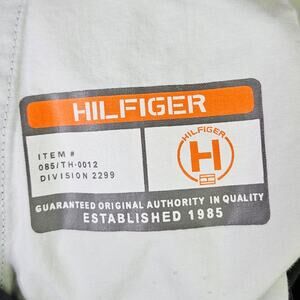 HILFIGER
ITEM #
085/TH-0012
DIVISION 2299
HILFIGER
H
GUARANTEED ORIGINAL AUTHORITY IN QUALITY
ESTABLISHED 1985